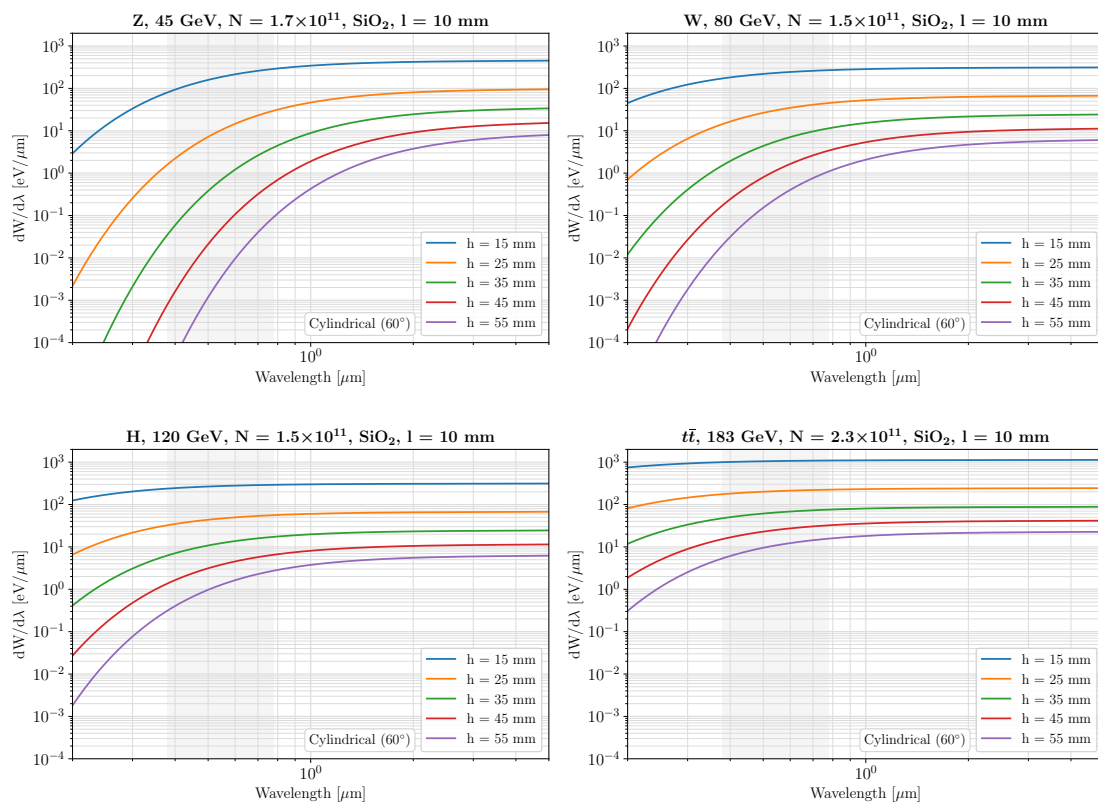 Z, 45 GeV, N = 1.7×10¹¹, SiO₂, l = 10 mm
10³
10²
10¹
10⁰
10⁻¹
10⁻²
10⁻³
10⁻⁴
dW/dλ [eV/μm]
h = 15 mm
h = 25 mm
h = 35 mm
h = 45 mm
h = 55 mm
Cylindrical (60°)
10⁰
Wavelength [μm]
W, 80 GeV, N = 1.5×10¹¹, SiO₂, l = 10 mm
10³
10²
10¹
10⁰
10⁻¹
10⁻²
10⁻³
10⁻⁴
dW/dλ [eV/μm]
h = 15 mm
h = 25 mm
h = 35 mm
h = 45 mm
h = 55 mm
Cylindrical (60°)
10⁰
Wavelength [μm]
H, 120 GeV, N = 1.5×10¹¹, SiO₂, l = 10 mm
10³
10²
10¹
10⁰
10⁻¹
10⁻²
10⁻³
10⁻⁴
dW/dλ [eV/μm]
h = 15 mm
h = 25 mm
h = 35 mm
h = 45 mm
h = 55 mm
Cylindrical (60°)
10⁰
Wavelength [μm]
tt̄, 183 GeV, N = 2.3×10¹¹, SiO₂, l = 10 mm
10³
10²
10¹
10⁰
10⁻¹
10⁻²
10⁻³
10⁻⁴
dW/dλ [eV/μm]
h = 15 mm
h = 25 mm
h = 35 mm
h = 45 mm
h = 55 mm
Cylindrical (60°)
10⁰
Wavelength [μm]